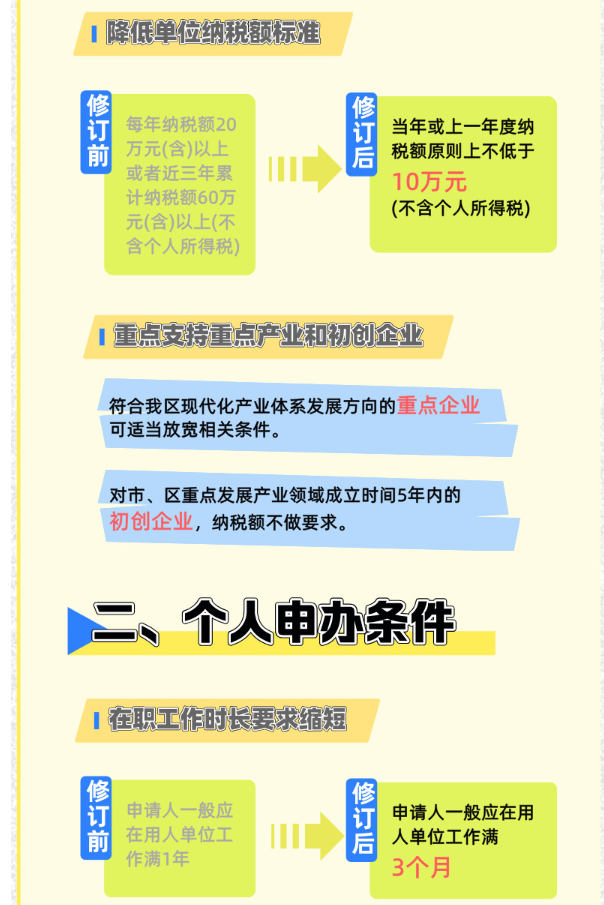 降低单位纳税额标准
修订前
每年纳税额20
万元(含)以上
或者近三年累
计纳税额60万
元(含)以上(不
含个人所得税)
修订后
当年或上一年度纳
税额原则上不低于
10万元
(不含个人所得税)
重点支持重点产业和初创企业
符合我区现代化产业体系发展方向的重点企业
可适当放宽相关条件。
对市、区重点发展产业领域成立时间5年内的
初创企业，纳税额不做要求。
二、个人申办条件
在职工作时长要求缩短
修订前
申请人一般应
在用人单位工
作满1年
修订后
申请人一般应在用
人单位工作满
3个月